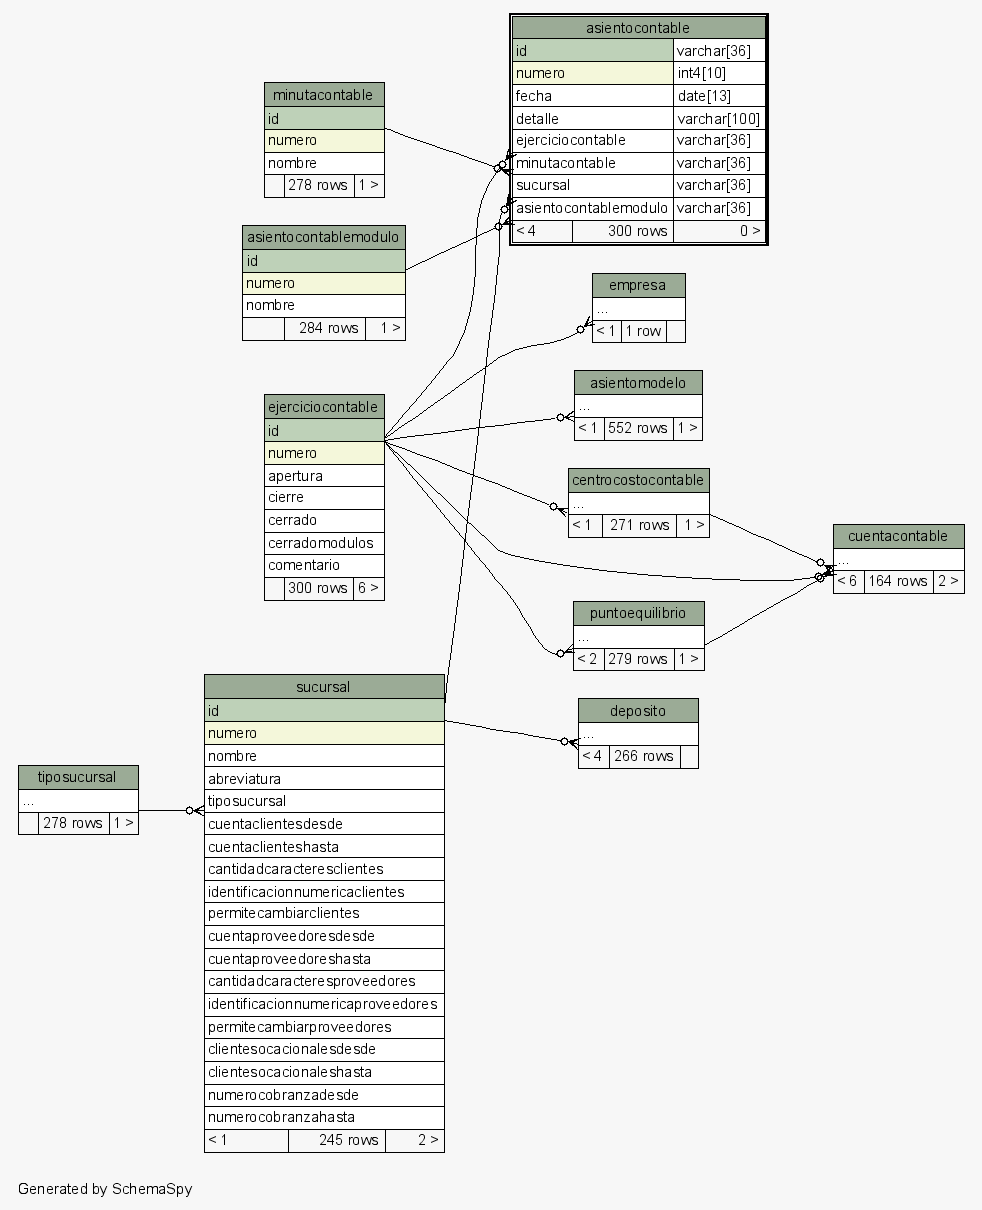 asientocontable
id varchar[36]
numero int4[10]
fecha date[13]
detalle varchar[100]
ejerciciocontable varchar[36]
minutacontable varchar[36]
sucursal varchar[36]
asientocontablemodulo varchar[36]
< 4 300 rows 0 >
minutacontable
id
numero
nombre
278 rows 1 >
asientocontablemodulo
id
numero
nombre
284 rows 1 >
empresa
...
< 1 1 row
asientomodelo
...
< 1 552 rows 1 >
ejerciciocontable
id
numero
apertura
cierre
cerrado
cerradomodulos
comentario
300 rows 6 >
centrocostocontable
...
< 1 271 rows 1 >
cuentacontable
...
< 6 164 rows 2 >
puntoequilibrio
...
< 2 279 rows 1 >
sucursal
id
numero
nombre
abreviatura
tiposucursal
cuentaclientesdesde
cuentaclienteshasta
cantidadcaracteresclientes
identificacionnumericaclientes
permitecambiarclientes
cuentaproveedoresdesde
cuentaproveedoreshasta
cantidadcaracteresproveedores
identificacionnumericaproveedores
permitecambiarproveedores
clientesocacionalesdesde
clientesocacionaleshasta
numerocobranzadesde
numerocobranzahasta
< 1 245 rows 2 >
deposito
...
< 4 266 rows
tiposucursal
...
278 rows 1 >
Generated by SchemaSpy